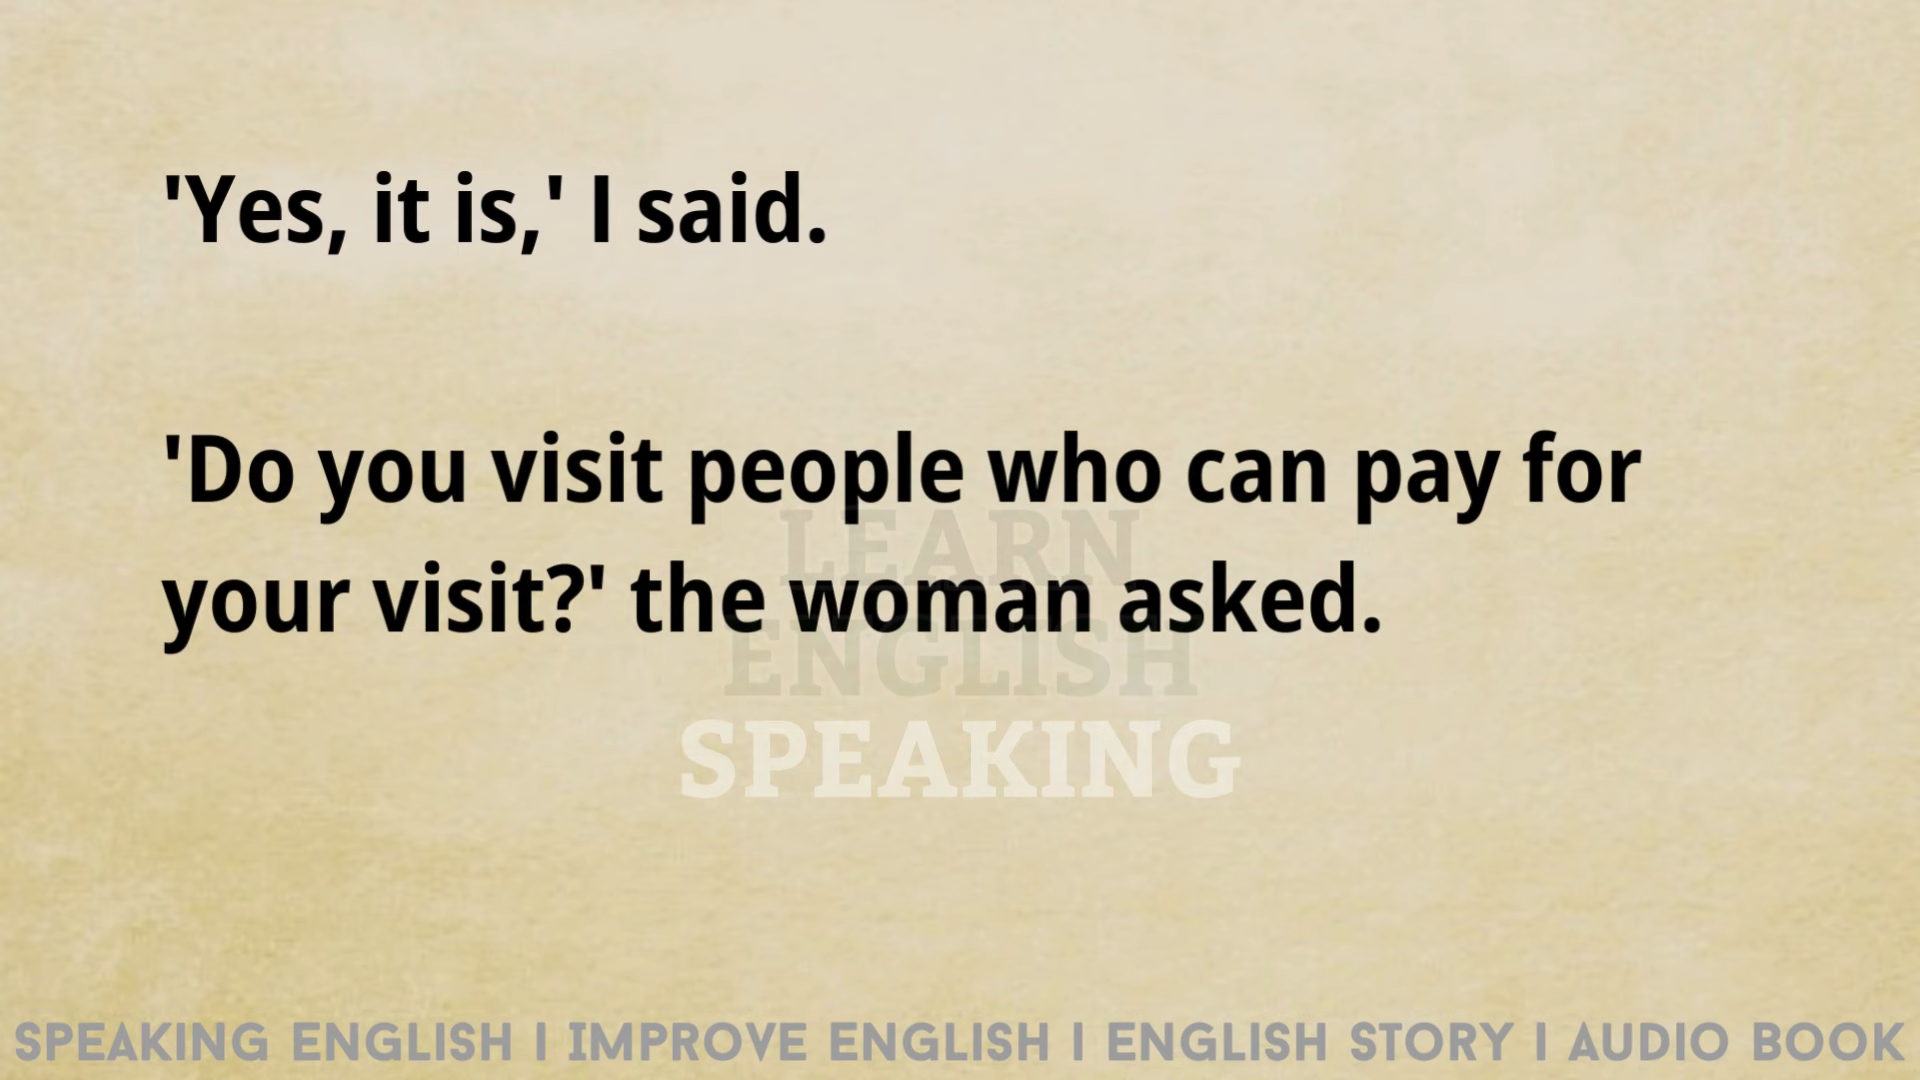 'Yes, it is,' I said.
'Do you visit people who can pay for
your visit?' the woman asked.
LEARN
ENGLISH
SPEAKING
SPEAKING ENGLISH I IMPROVE ENGLISH I ENGLISH STORY I AUDIO BOOK